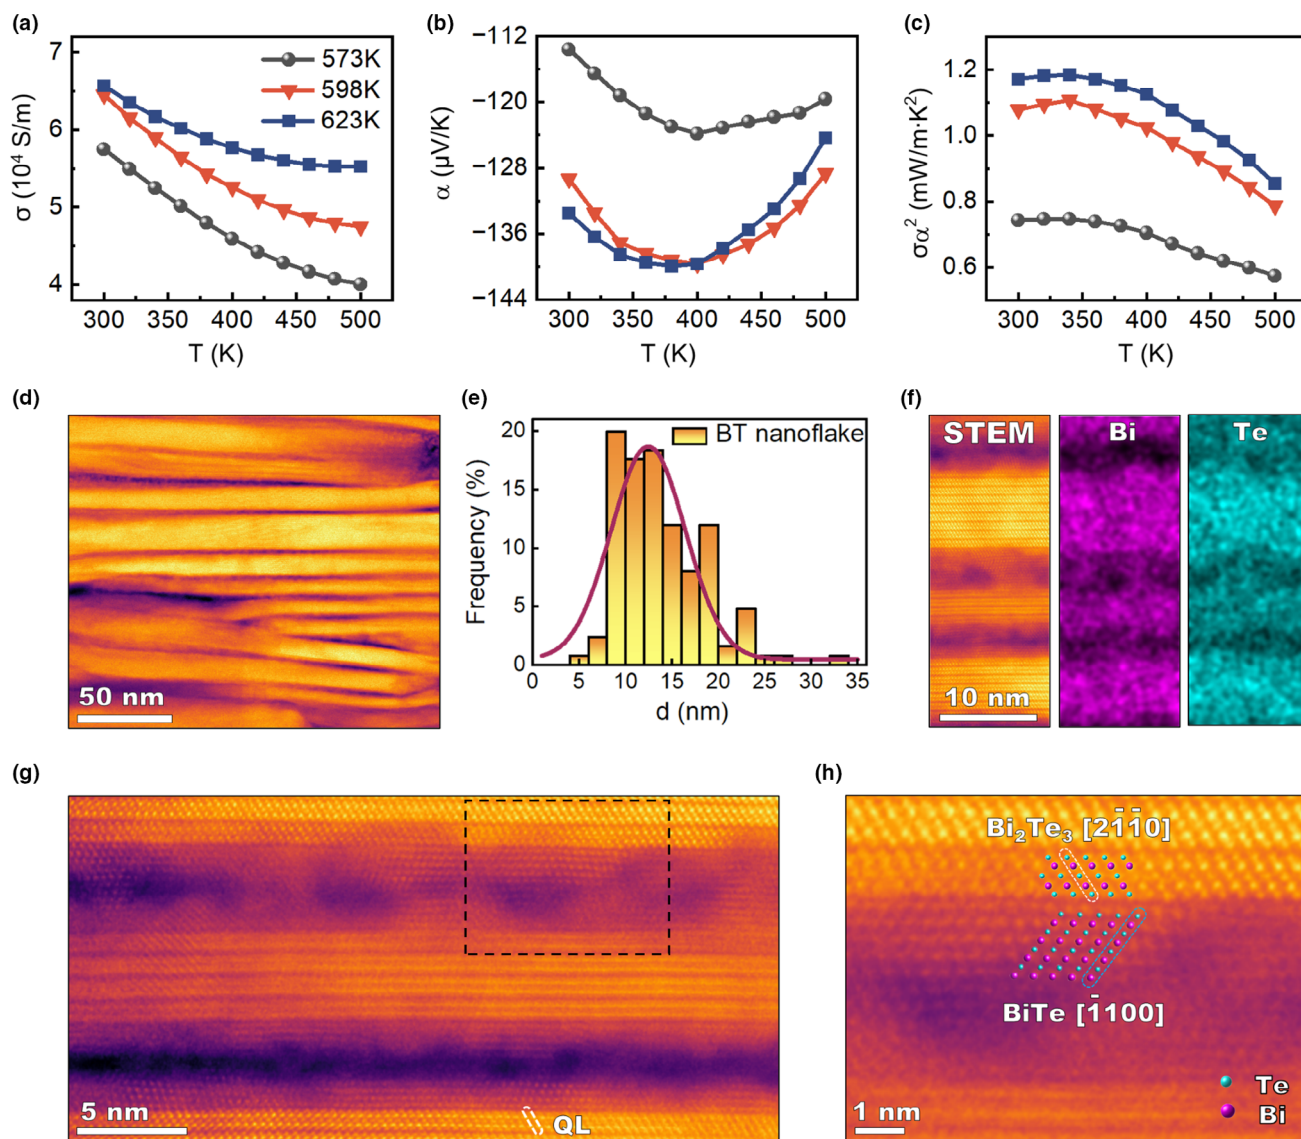 (a)
7
6
5
4
σ (10⁴ S/m)
573K
598K
623K
300 350 400 450 500
T (K)
(b)
−112
−120
−128
−136
−144
α (μV/K)
300 350 400 450 500
T (K)
(c)
1.2
1.0
0.8
0.6
σα² (mW/m·K²)
300 350 400 450 500
T (K)
(d)
50 nm
(e)
20
15
10
5
0
Frequency (%)
BT nanoflake
0 5 10 15 20 25 30 35
d (nm)
(f)
STEM
Bi
Te
10 nm
(g)
5 nm
QL
(h)
Bi₂Te₃ [21̄1̄0]
BiTe [1̄100]
Te
Bi
1 nm